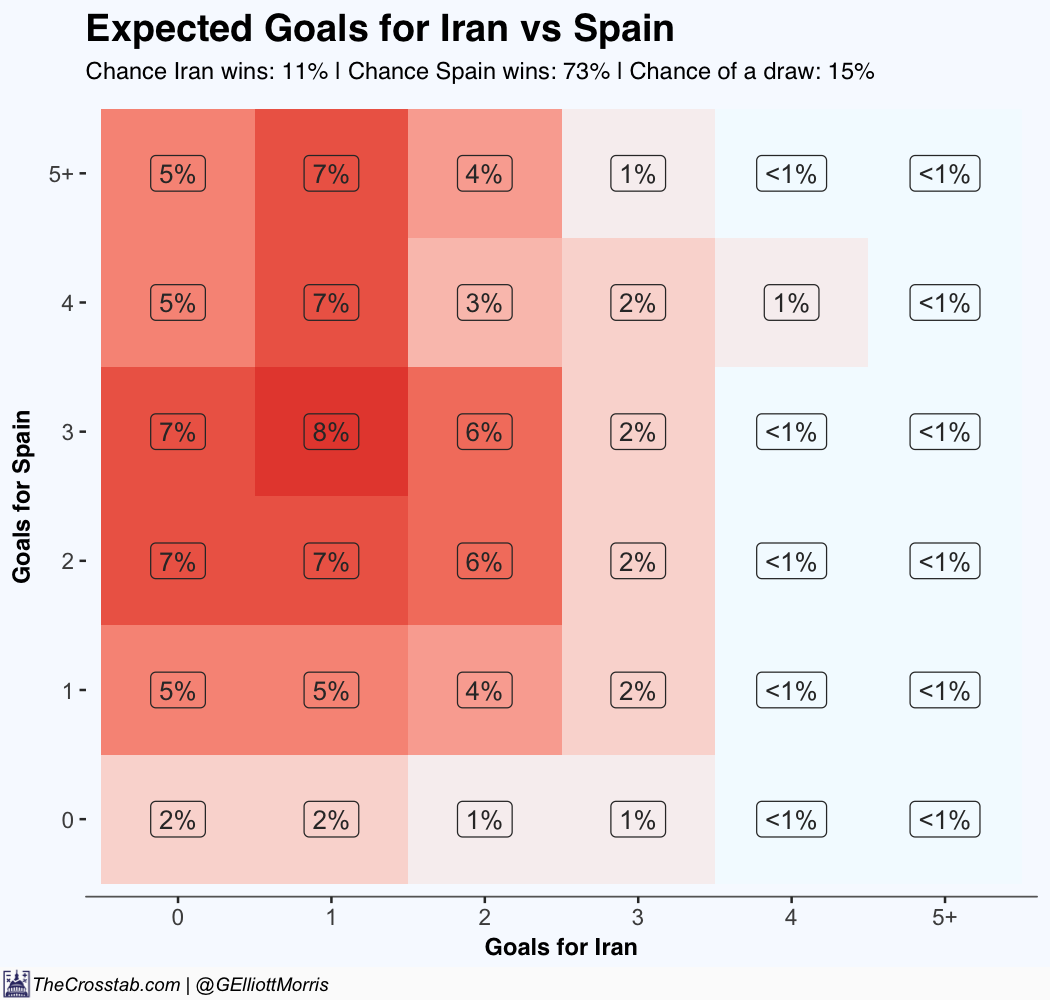 Expected Goals for Iran vs Spain
Chance Iran wins: 11% | Chance Spain wins: 73% | Chance of a draw: 15%
5+ 5% 7% 4% 1% <1% <1%
4 5% 7% 3% 2% 1% <1%
3 7% 8% 6% 2% <1% <1%
2 7% 7% 6% 2% <1% <1%
1 5% 5% 4% 2% <1% <1%
0 2% 2% 1% 1% <1% <1%
Goals for Spain
0 1 2 3 4 5+
Goals for Iran
TheCrosstab.com | @GElliottMorris